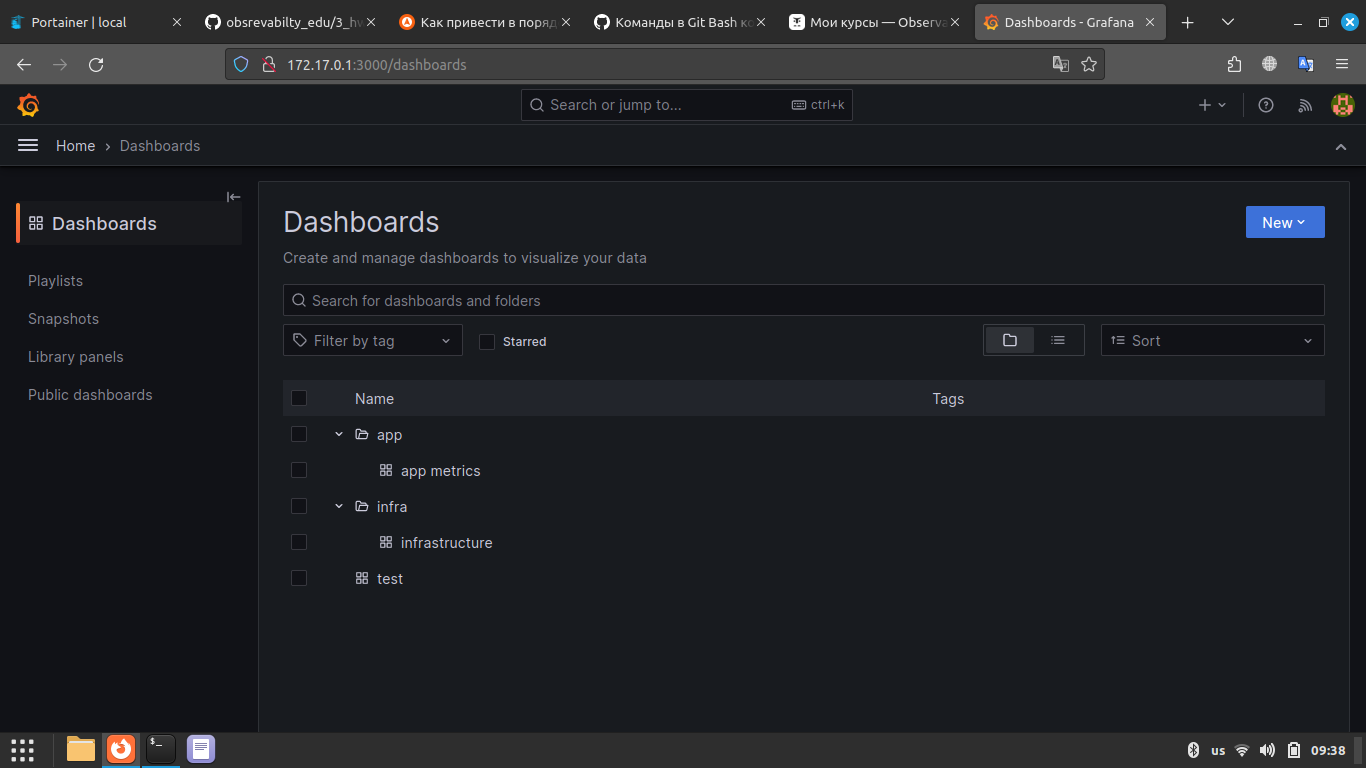 Portainer | local
obsrevabilty_edu/3_hw
Как привести в поряд
Команды в Git Bash ко
Мои курсы — Observa
Dashboards - Grafana
172.17.0.1:3000/dashboards
Search or jump to...
ctrl+k
Home › Dashboards
Dashboards
Playlists
Snapshots
Library panels
Public dashboards
Dashboards
New
Create and manage dashboards to visualize your data
Search for dashboards and folders
Filter by tag
Starred
Sort
Name
Tags
app
app metrics
infra
infrastructure
test
us
09:38